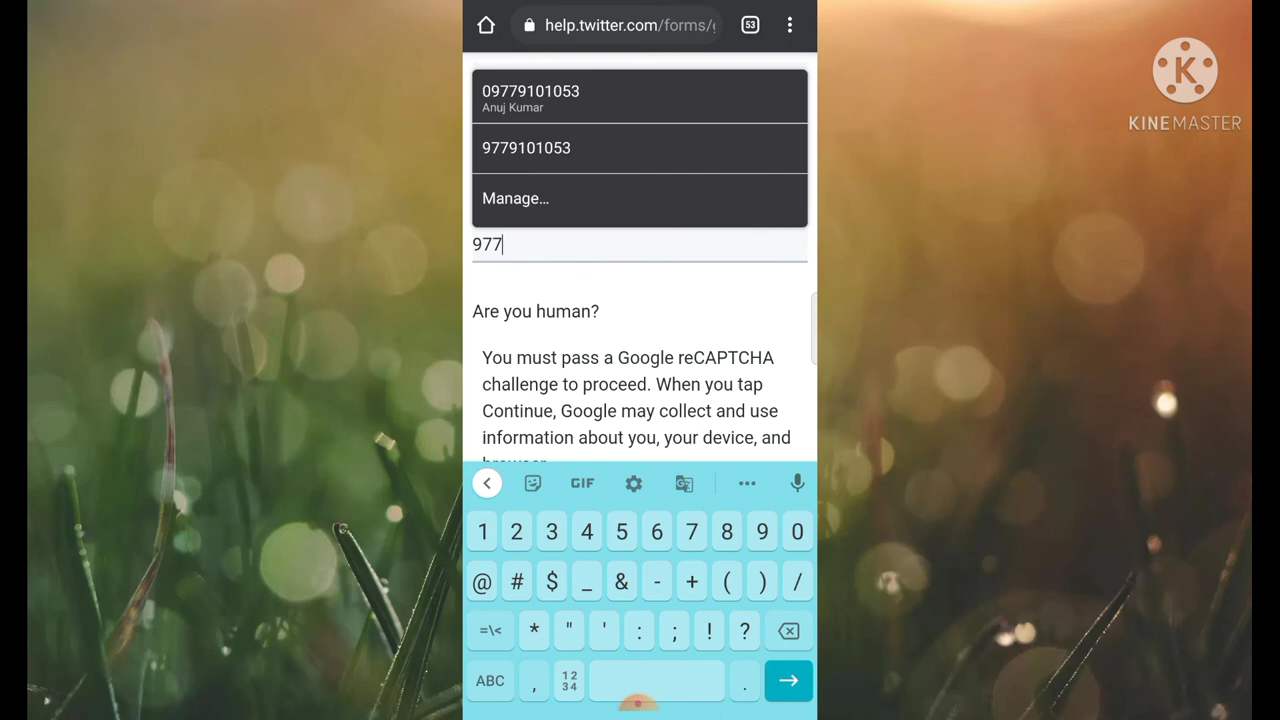 help.twitter.com/forms/
53
09779101053
Anuj Kumar
9779101053
Manage...
977
Are you human?
You must pass a Google reCAPTCHA
challenge to proceed. When you tap
Continue, Google may collect and use
information about you, your device, and
browser
GIF
1 2 3 4 5 6 7 8 9 0
@ # $ _ & - + ( ) /
=\< * " ' : ; ! ?
ABC , 12 34 .
K
KINEMASTER